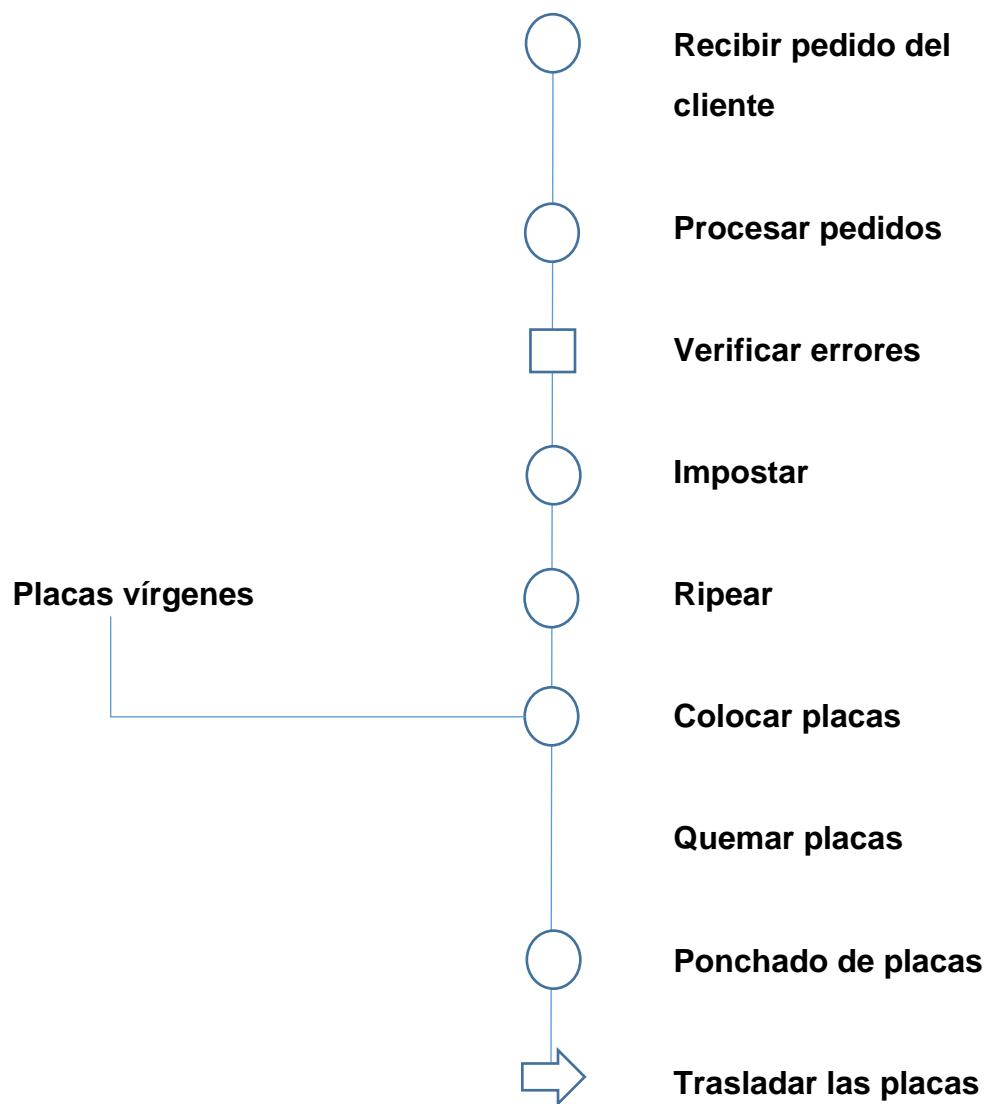 Recibir pedido del
cliente
Procesar pedidos
Verificar errores
Impostar
Placas vírgenes
Ripear
Colocar placas
Quemar placas
Ponchado de placas
Trasladar las placas